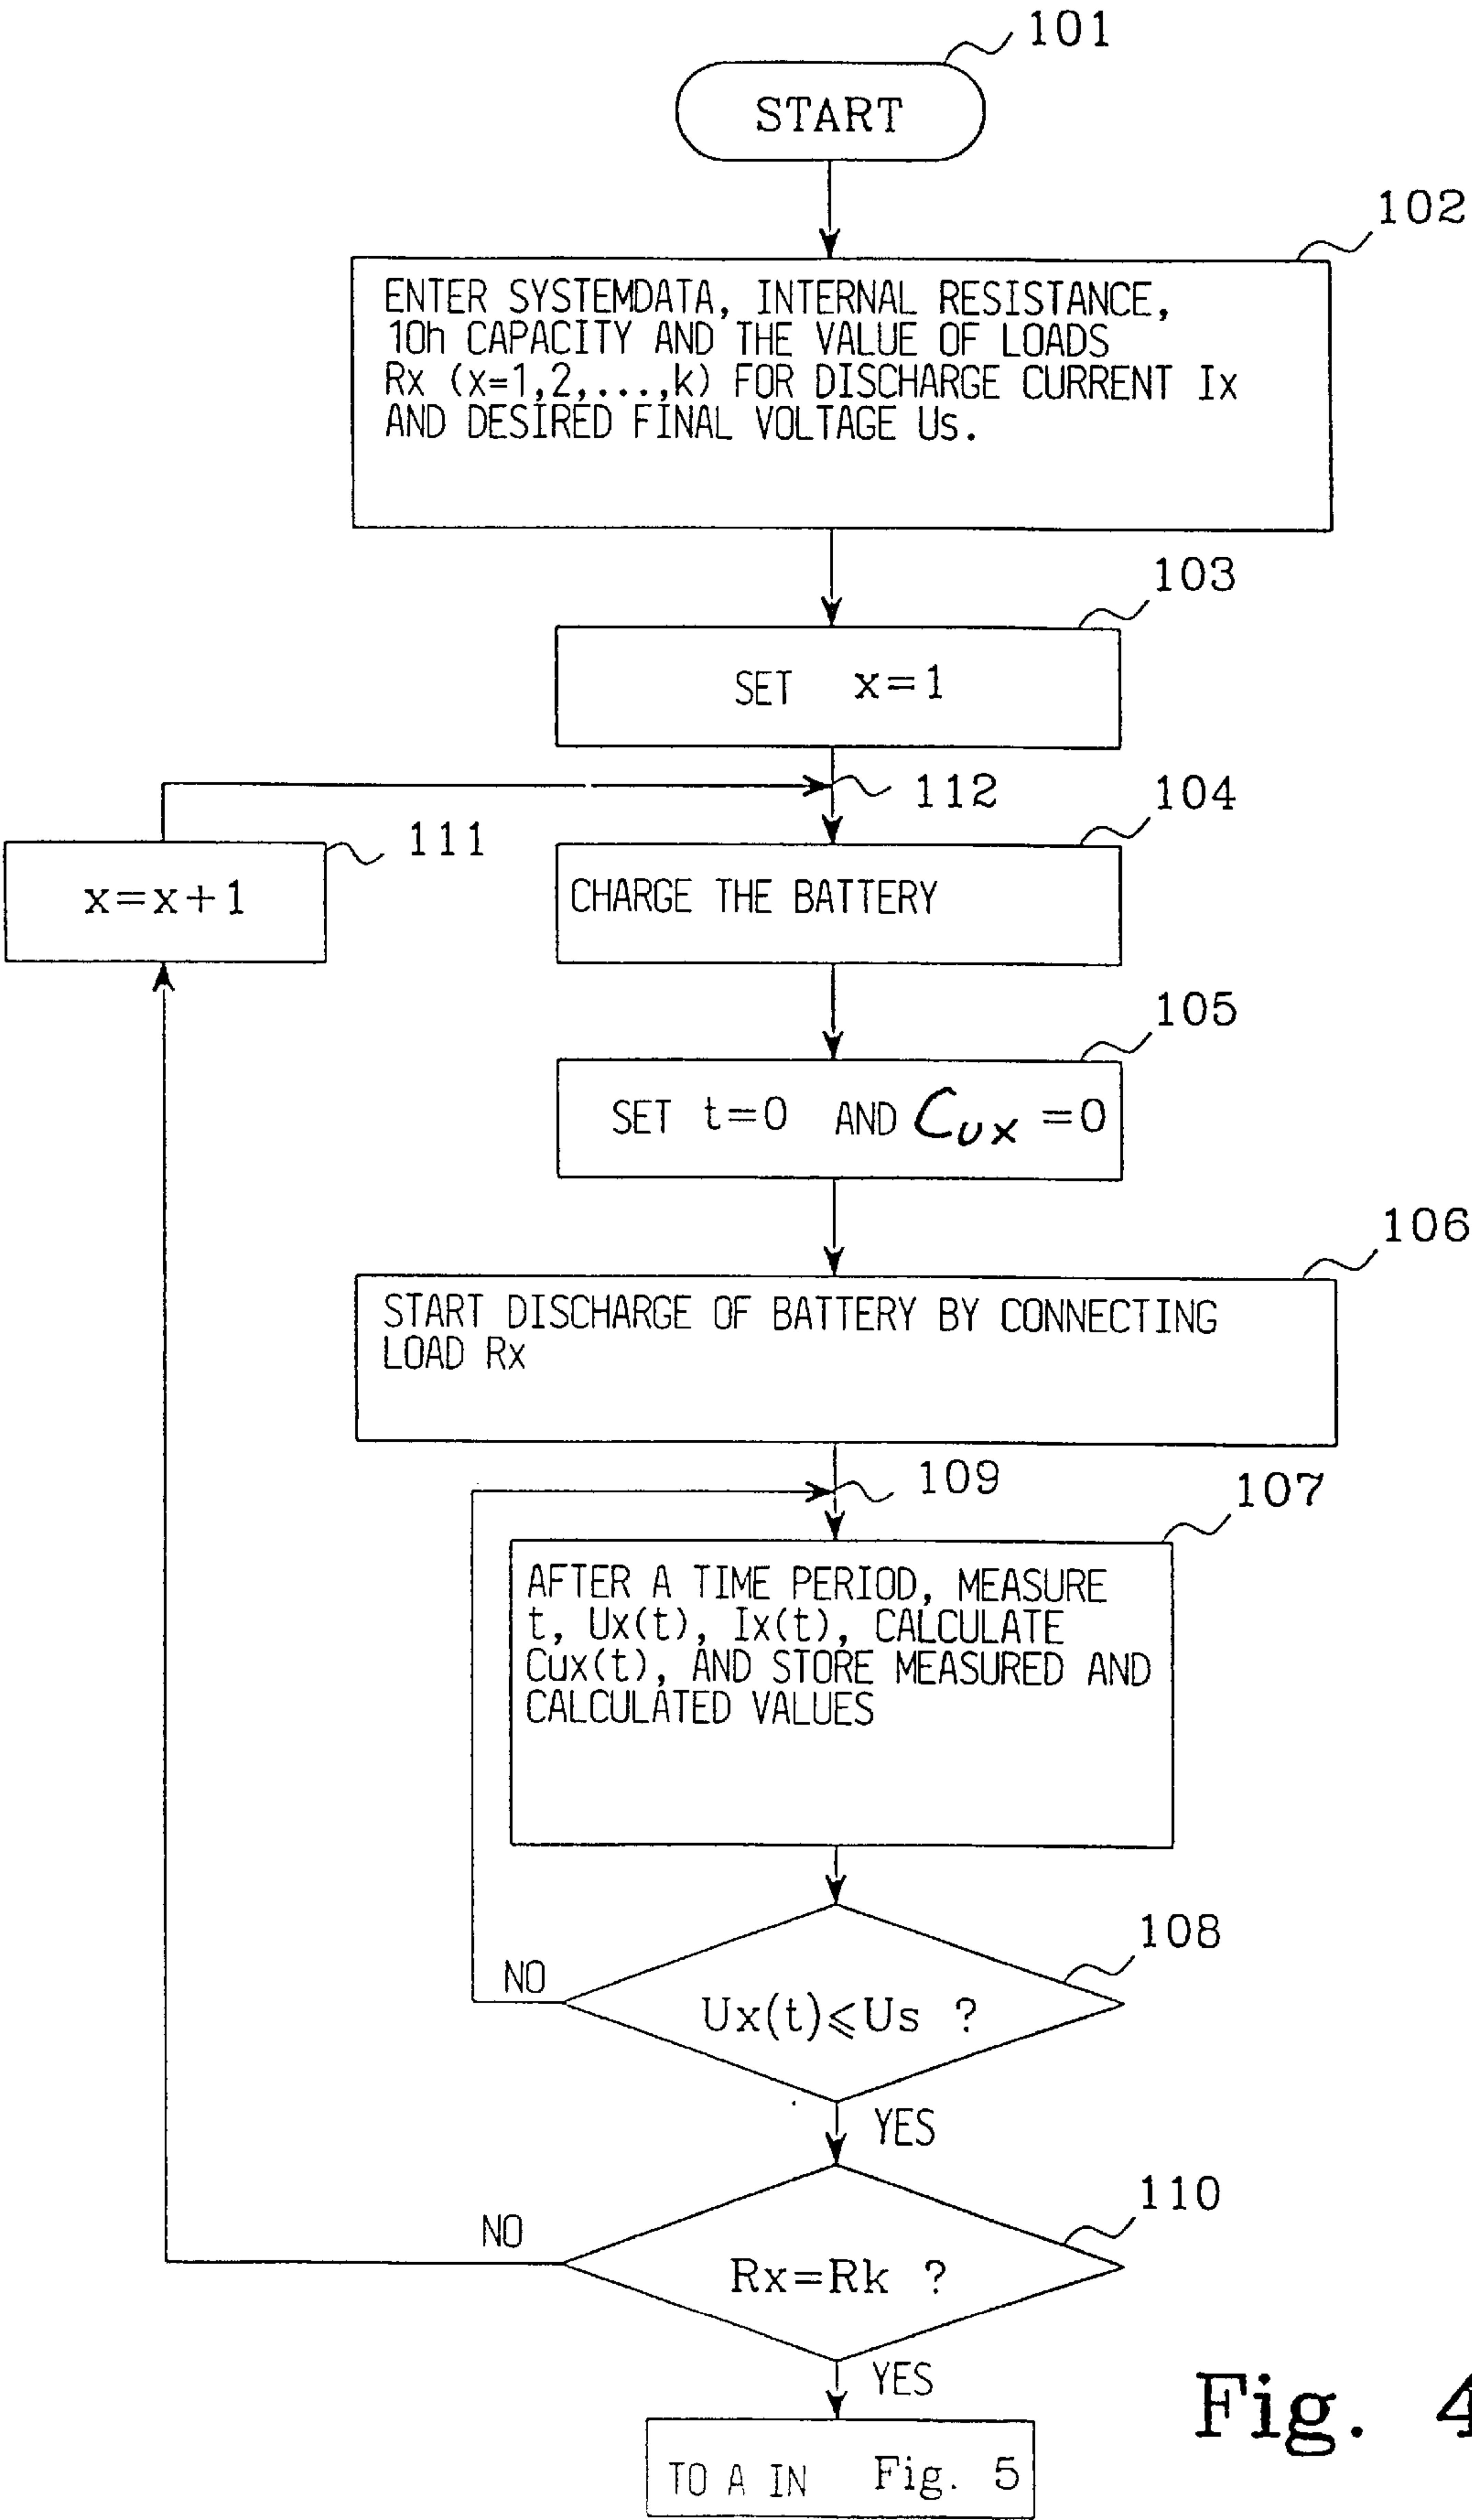 101
START
102
ENTER SYSTEMDATA, INTERNAL RESISTANCE,
10h CAPACITY AND THE VALUE OF LOADS
Rx (x=1,2,...,k) FOR DISCHARGE CURRENT Ix
AND DESIRED FINAL VOLTAGE Us.
103
SET x=1
112
104
111
x=x+1
CHARGE THE BATTERY
105
SET t=0 AND Cux =0
106
START DISCHARGE OF BATTERY BY CONNECTING
LOAD Rx
109
107
AFTER A TIME PERIOD, MEASURE
t, Ux(t), Ix(t), CALCULATE
Cux(t), AND STORE MEASURED AND
CALCULATED VALUES
108
NO
Ux(t)⩽Us ?
YES
110
NO
Rx=Rk ?
YES
TO A IN Fig. 5
Fig. 4